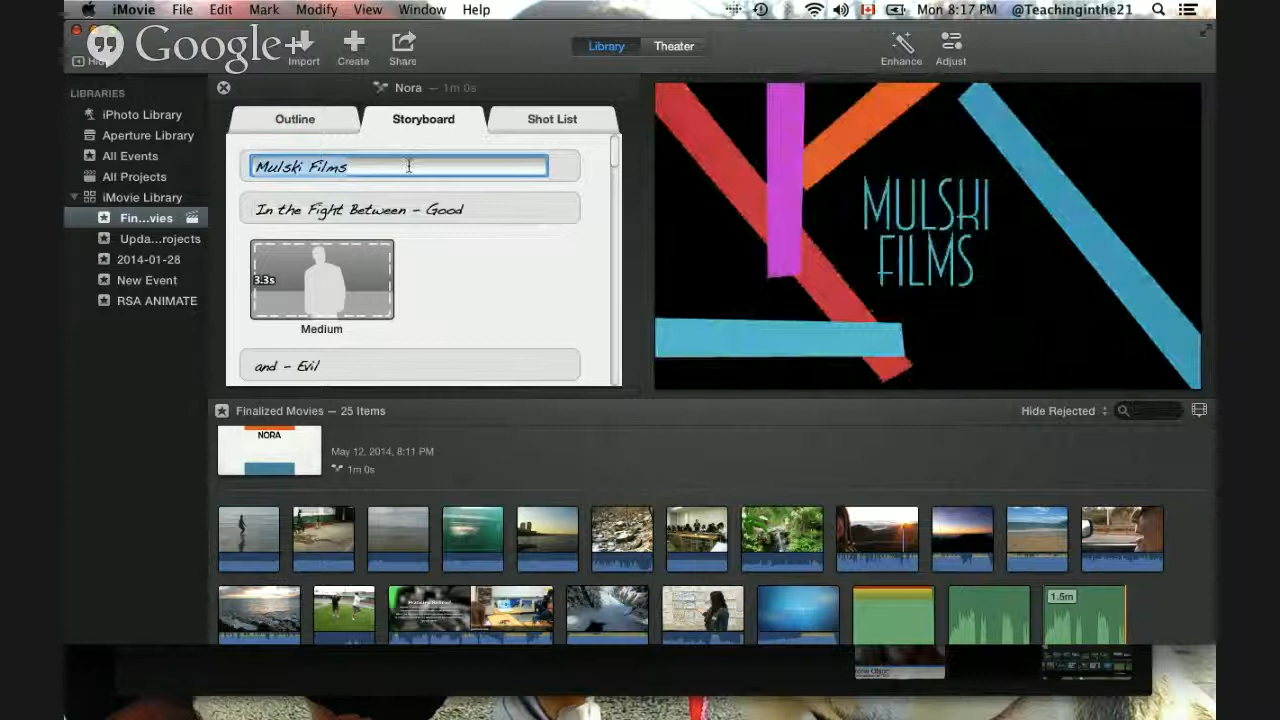 iMovie File Edit Mark Modify View Window Help Mon 8:17 PM @Teachinginthe21
Google+
Import Create Share
Library Theater
Enhance Adjust
LIBRARIES
iPhoto Library
Aperture Library
All Events
All Projects
iMovie Library
Fin...vies
Upda...rojects
2014-01-28
New Event
RSA ANIMATE
Nora — 1m 0s
Outline Storyboard Shot List
Mulski Films
In the Fight Between - Good
3.3s
Medium
and - Evil
MULSKI
FILMS
Finalized Movies — 25 Items
Hide Rejected
NORA
May 12, 2014, 8:11 PM
1m 0s
1.5m